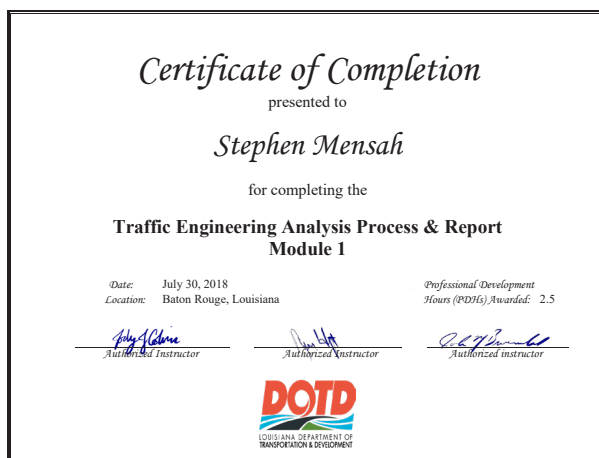 Certificate of Completion
presented to
Stephen Mensah
for completing the
Traffic Engineering Analysis Process & Report
Module 1
Date: July 30, 2018
Location: Baton Rouge, Louisiana
Professional Development
Hours (PDHs) Awarded: 2.5
Authorized Instructor
Authorized Instructor
Authorized instructor
DOTD
LOUISIANA DEPARTMENT OF
TRANSPORTATION & DEVELOPMENT